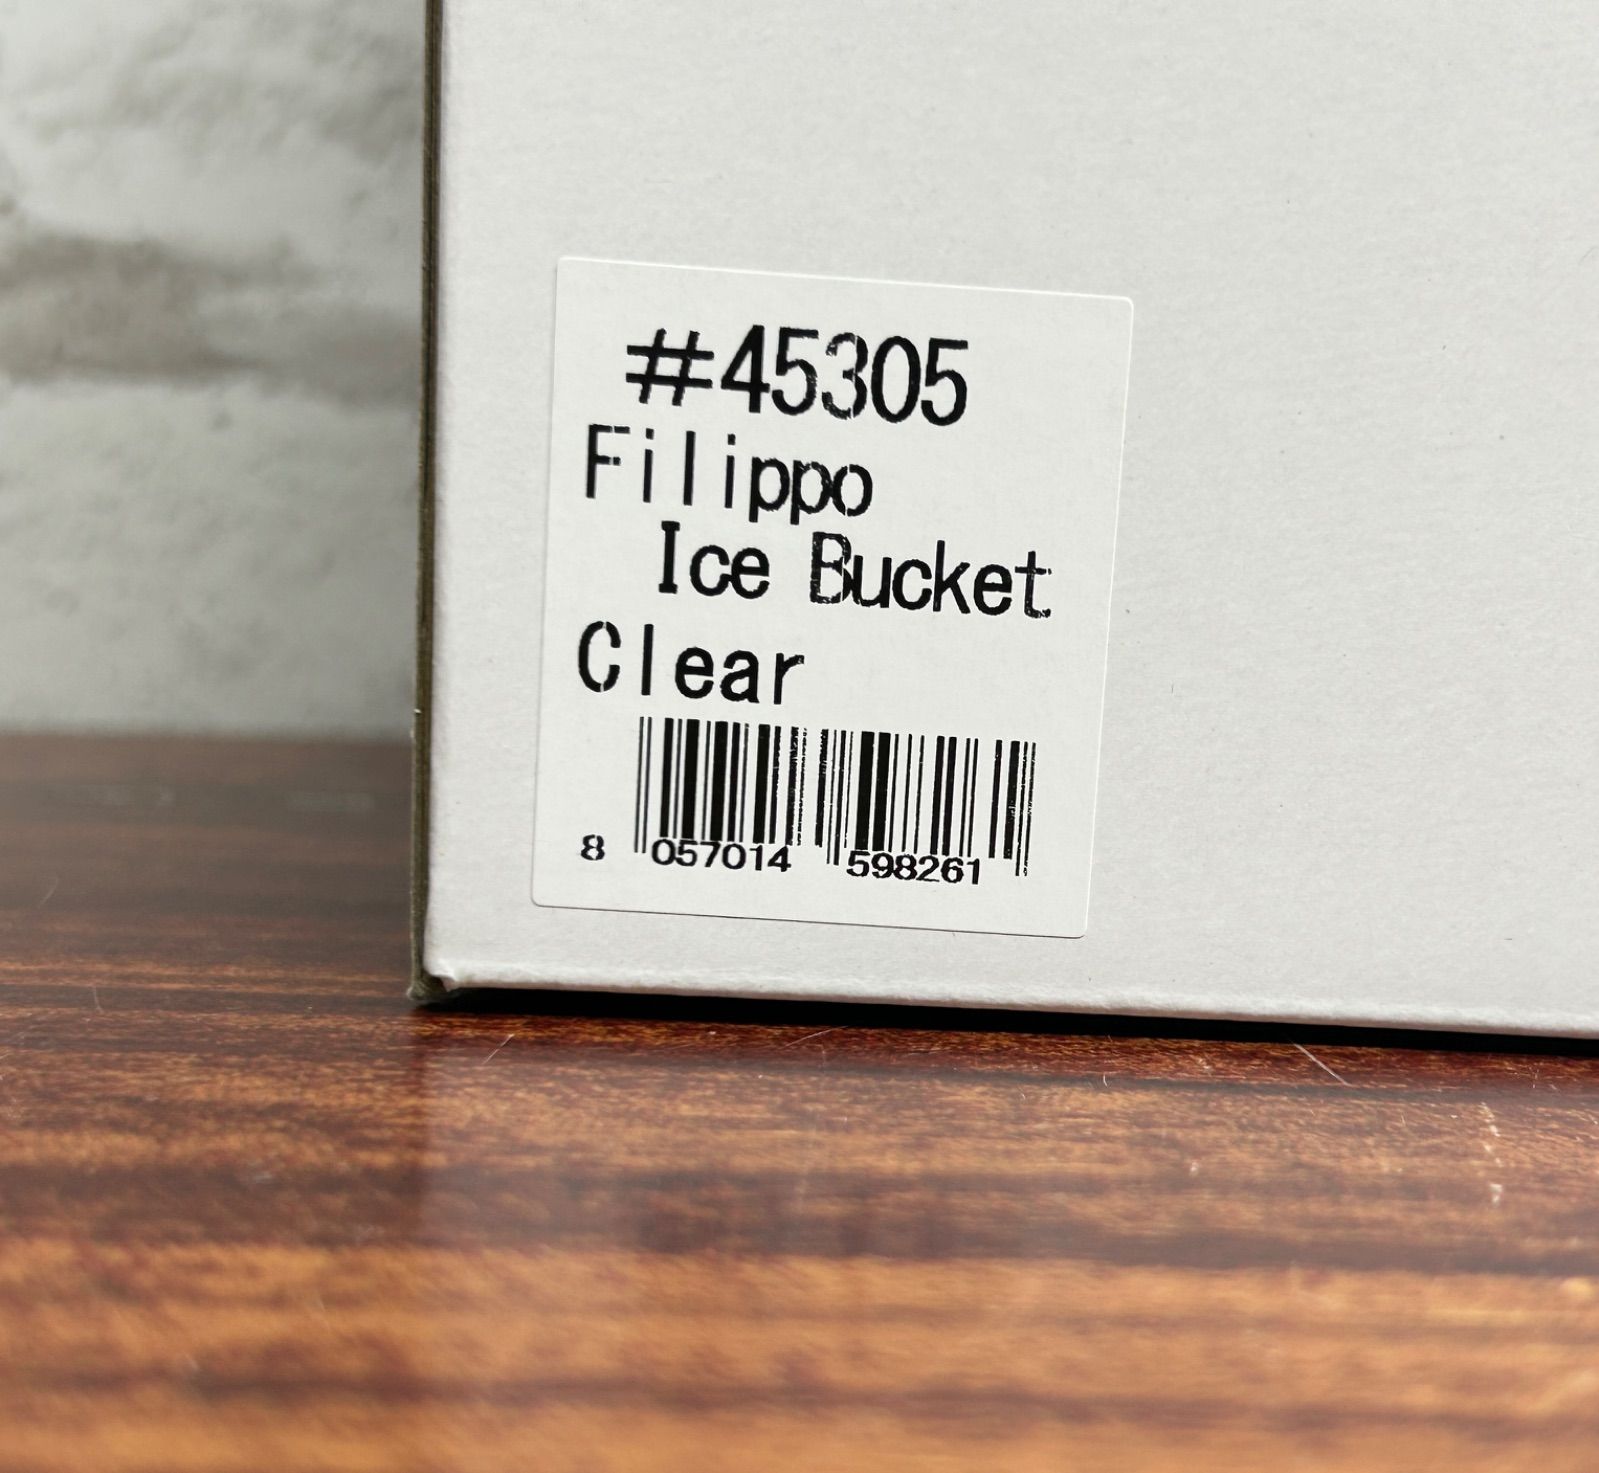 #45305
Filippo
Ice Bucket
Clear
8 057014 598261